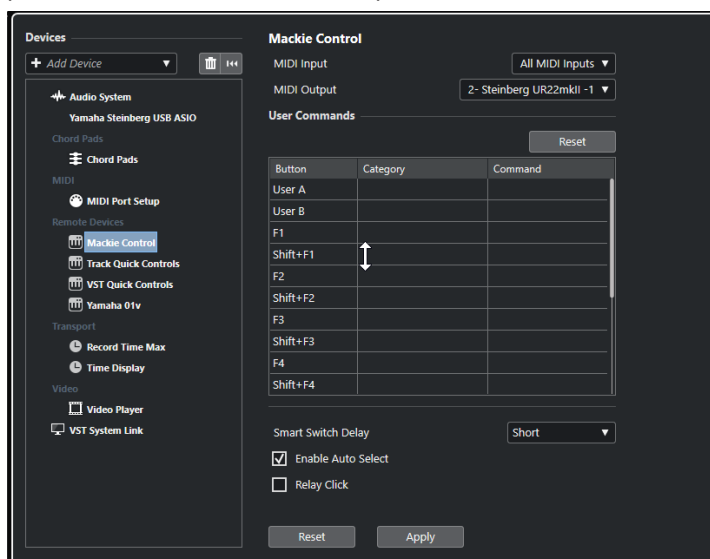 Devices
+ Add Device
Audio System
Yamaha Steinberg USB ASIO
Chord Pads
Chord Pads
MIDI
MIDI Port Setup
Remote Devices
Mackie Control
Track Quick Controls
VST Quick Controls
Yamaha 01v
Transport
Record Time Max
Time Display
Video
Video Player
VST System Link
Mackie Control
MIDI Input All MIDI Inputs
MIDI Output 2- Steinberg UR22mkII -1
User Commands
Reset
Button Category Command
User A
User B
F1
Shift+F1
F2
Shift+F2
F3
Shift+F3
F4
Shift+F4
Smart Switch Delay Short
Enable Auto Select
Relay Click
Reset Apply